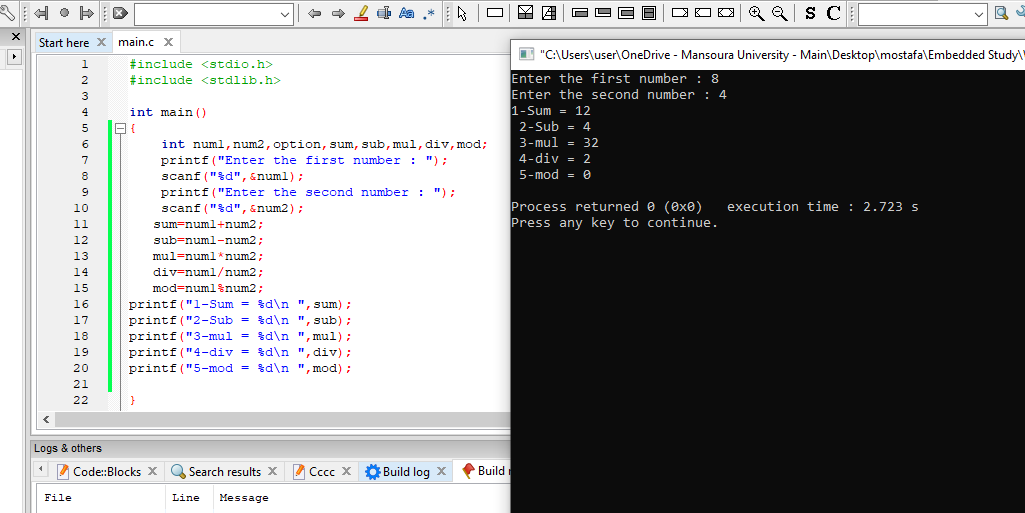 S C
Start here X main.c X
1 #include <stdio.h>
2 #include <stdlib.h>
3
4 int main()
5 {
6 int num1,num2,option,sum,sub,mul,div,mod;
7 printf("Enter the first number : ");
8 scanf("%d",&num1);
9 printf("Enter the second number : ");
10 scanf("%d",&num2);
11 sum=num1+num2;
12 sub=num1-num2;
13 mul=num1*num2;
14 div=num1/num2;
15 mod=num1%num2;
16 printf("1-Sum = %d\n ",sum);
17 printf("2-Sub = %d\n ",sub);
18 printf("3-mul = %d\n ",mul);
19 printf("4-div = %d\n ",div);
20 printf("5-mod = %d\n ",mod);
21
22 }
"C:\Users\user\OneDrive - Mansoura University - Main\Desktop\mostafa\Embedded Study\
Enter the first number : 8
Enter the second number : 4
1-Sum = 12
2-Sub = 4
3-mul = 32
4-div = 2
5-mod = 0
Process returned 0 (0x0) execution time : 2.723 s
Press any key to continue.
Logs & others
Code::Blocks X Search results X Cccc X Build log X Build
File Line Message